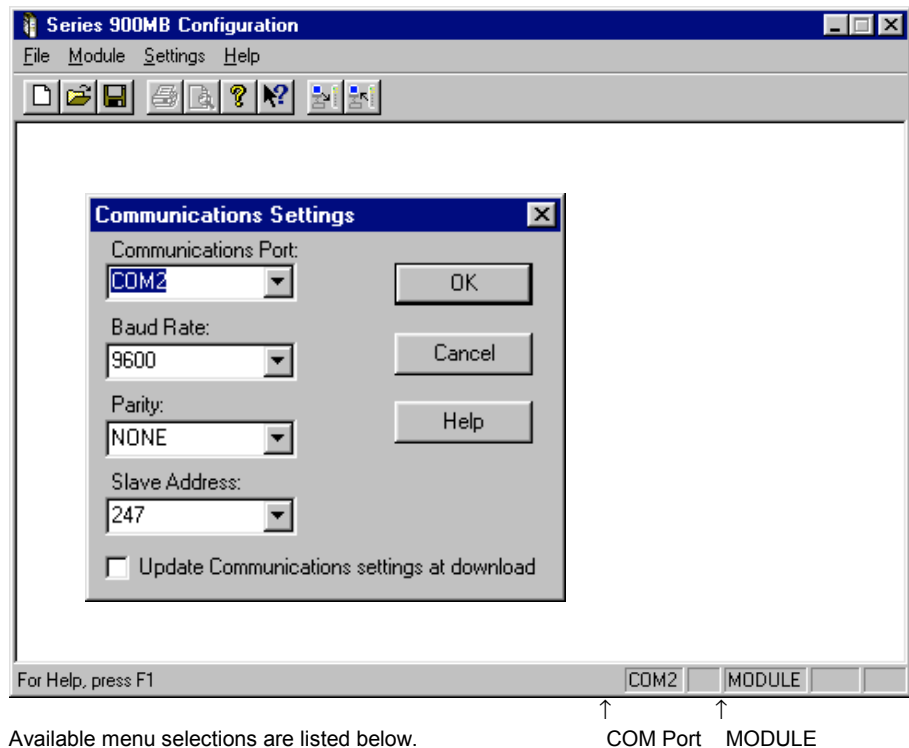 Series 900MB Configuration
File Module Settings Help
Communications Settings
Communications Port:
COM2
OK
Baud Rate:
9600
Cancel
Parity:
NONE
Help
Slave Address:
247
Update Communications settings at download
For Help, press F1 COM2 MODULE
↑ ↑
Available menu selections are listed below. COM Port MODULE